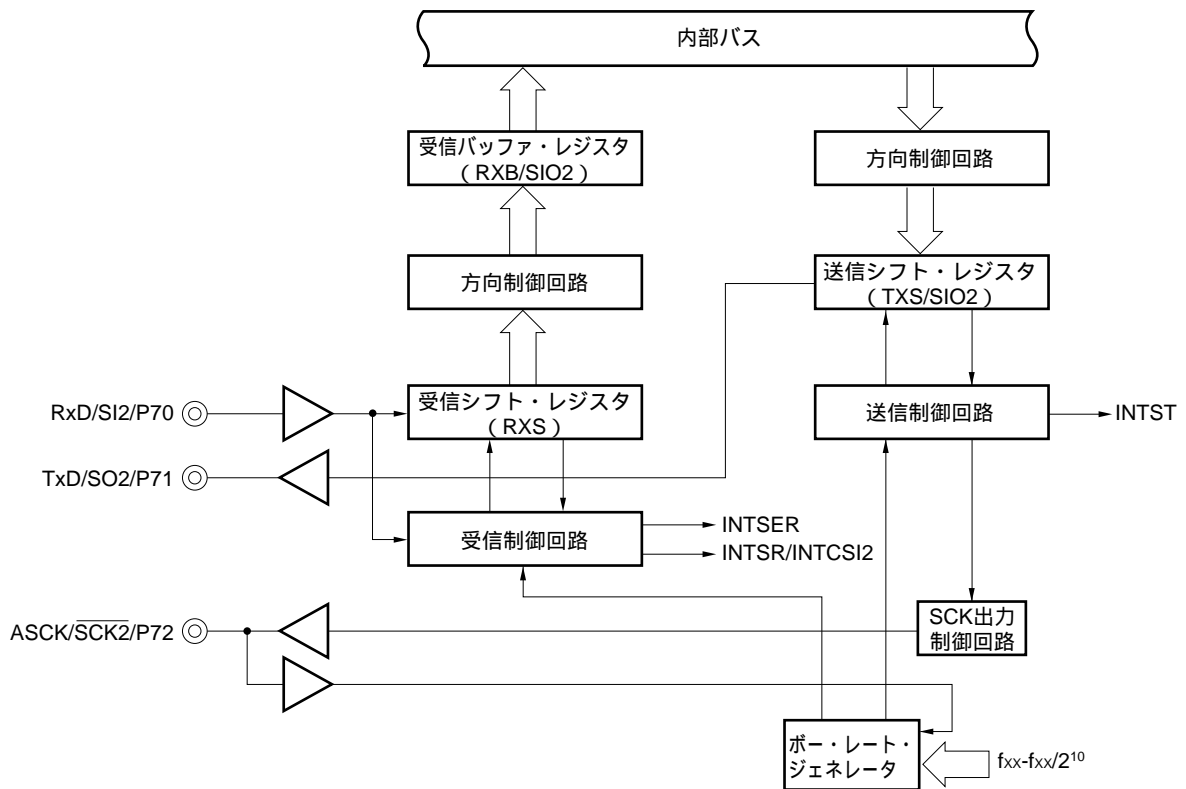 内部バス
受信バッファ・レジスタ
（RXB/SIO2）
方向制御回路
方向制御回路
送信シフト・レジスタ
（TXS/SIO2）
RxD/SI2/P70
受信シフト・レジスタ
（RXS）
送信制御回路
INTST
TxD/SO2/P71
受信制御回路
INTSER
INTSR/INTCSI2
ASCK/S̅C̅K̅2̅/P72
SCK出力
制御回路
ボー・レート・
ジェネレータ
fxx-fxx/2¹⁰